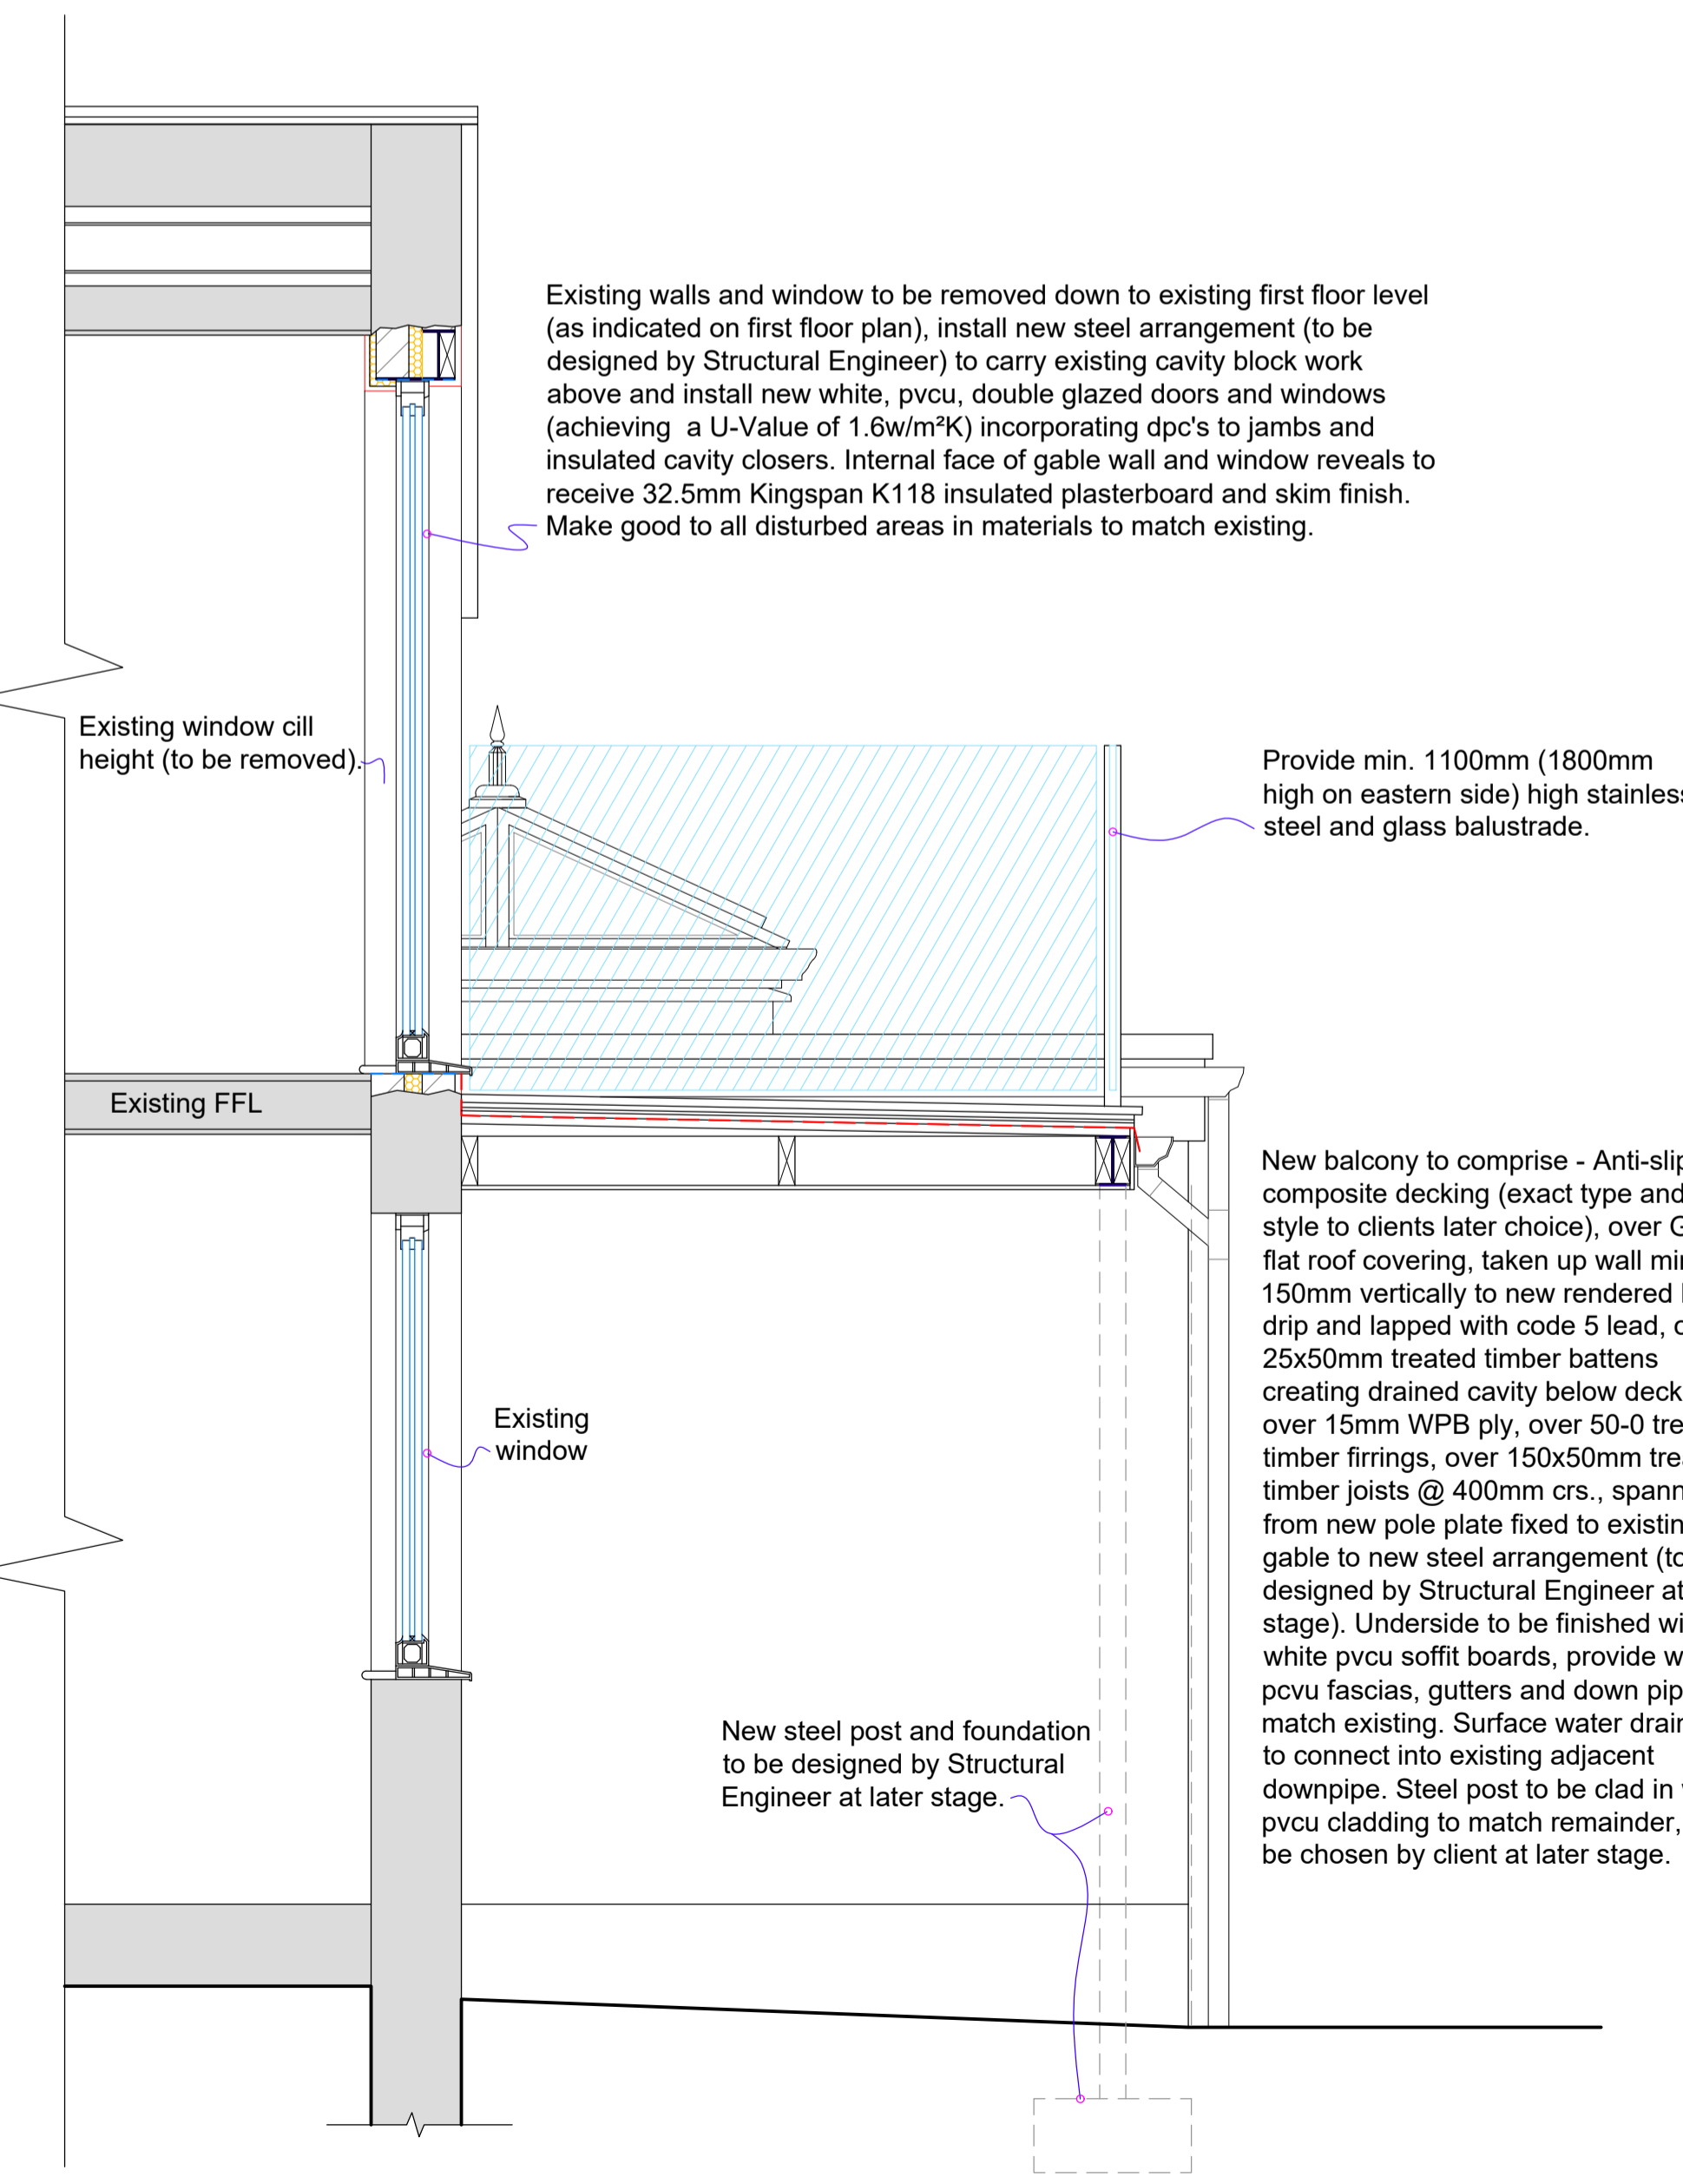 Existing walls and window to be removed down to existing first floor level
(as indicated on first floor plan), install new steel arrangement (to be
designed by Structural Engineer) to carry existing cavity block work
above and install new white, pvcu, double glazed doors and windows
(achieving  a U-Value of 1.6w/m²K) incorporating dpc's to jambs and
insulated cavity closers. Internal face of gable wall and window reveals to
receive 32.5mm Kingspan K118 insulated plasterboard and skim finish.
Make good to all disturbed areas in materials to match existing.
Existing window cill
height (to be removed).
Provide min. 1100mm (1800mm
high on eastern side) high stainless
steel and glass balustrade.
Existing FFL
New balcony to comprise - Anti-slip
composite decking (exact type and
style to clients later choice), over G
flat roof covering, taken up wall min
150mm vertically to new rendered
drip and lapped with code 5 lead,
25x50mm treated timber battens
creating drained cavity below deck
over 15mm WPB ply, over 50-0 tre
timber firrings, over 150x50mm trea
timber joists @ 400mm crs., spann
from new pole plate fixed to existin
gable to new steel arrangement (to
designed by Structural Engineer at
stage). Underside to be finished wi
white pvcu soffit boards, provide w
pcvu fascias, gutters and down pip
match existing. Surface water drain
to connect into existing adjacent
downpipe. Steel post to be clad in
pvcu cladding to match remainder,
be chosen by client at later stage.
Existing
window
New steel post and foundation
to be designed by Structural
Engineer at later stage.